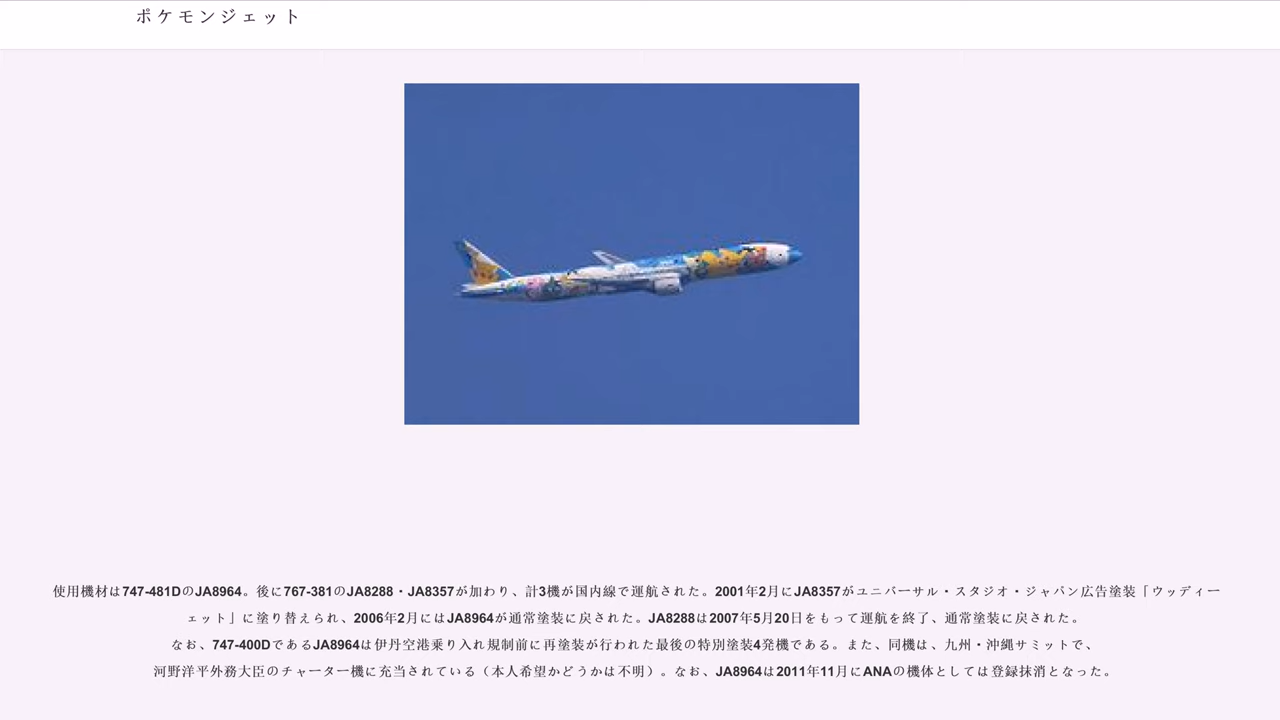 ポケモンジェット
使用機材は747-481DのJA8964。後に767-381のJA8288・JA8357が加わり、計3機が国内線で運航された。2001年2月にJA8357がユニバーサル・スタジオ・ジャパン広告塗装「ウッディー
ェット」に塗り替えられ、2006年2月にはJA8964が通常塗装に戻された。JA8288は2007年5月20日をもって運航を終了、通常塗装に戻された。
なお、747-400DであるJA8964は伊丹空港乗り入れ規制前に再塗装が行われた最後の特別塗装4発機である。また、同機は、九州・沖縄サミットで、
河野洋平外務大臣のチャーター機に充当されている（本人希望かどうかは不明）。なお、JA8964は2011年11月にANAの機体としては登録抹消となった。